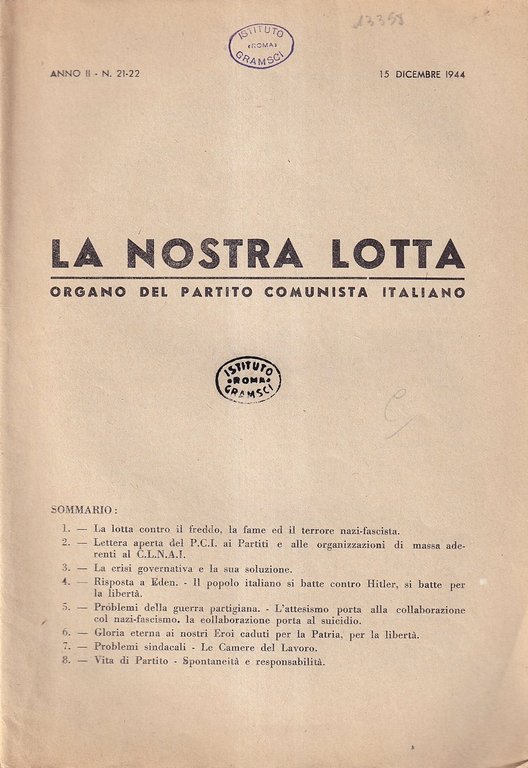 13355
ISTITUTO
(ROMA)
GRAMSCI
ANNO II - N. 21-22
15 DICEMBRE 1944
LA NOSTRA LOTTA
ORGANO DEL PARTITO COMUNISTA ITALIANO
ISTITUTO
•ROMA•
GRAMSCI
SOMMARIO :
1. — La lotta contro il freddo, la fame ed il terrore nazi-fascista.
2. — Lettera aperta del P.C.I. ai Partiti e alle organizzazioni di massa ade-
renti al C.L.N.A.I.
3. — La crisi governativa e la sua soluzione.
4. — Risposta a Eden. - Il popolo italiano si batte contro Hitler, si batte per
la libertà.
5. — Problemi della guerra partigiana. - L'attesismo porta alla collaborazione
col nazi-fascismo, la collaborazione porta al suicidio.
6. — Gloria eterna ai nostri Eroi caduti per la Patria, per la libertà.
7. — Problemi sindacali - Le Camere del Lavoro.
8. — Vita di Partito - Spontaneità e responsabilità.